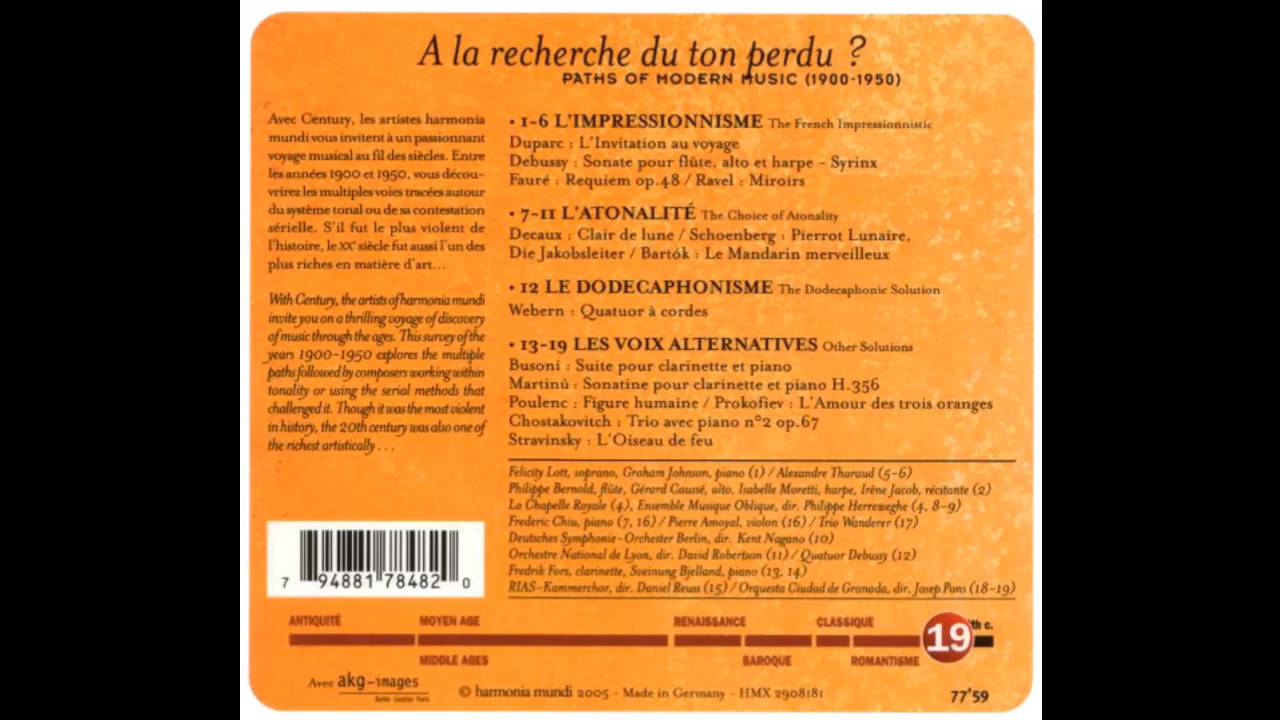 A la recherche du ton perdu ?
PATHS OF MODERN MUSIC (1900-1950)
Avec Century, les artistes harmonia
mundi vous invitent à un passionnant
voyage musical au fil des siècles. Entre
les années 1900 et 1950, vous décou-
vrirez les multiples voies tracées autour
du système tonal ou de sa contestation
sérielle. S'il fut le plus violent de
l'histoire, le XXe siècle fut aussi l'un des
plus riches en matière d'art...
With Century, the artists of harmonia mundi
invite you on a thrilling voyage of discovery
of music through the ages. This survey of the
years 1900-1950 explores the multiple
paths followed by composers working within
tonality or using the serial methods that
challenged it. Though it was the most violent
in history, the 20th century was also one of
the richest artistically . . .
• 1-6 L'IMPRESSIONNISME The French Impressionnistic
Duparc : L'Invitation au voyage
Debussy : Sonate pour flûte, alto et harpe - Syrinx
Fauré : Requiem op.48 / Ravel : Miroirs
• 7-11 L'ATONALITÉ The Choice of Atonality
Decaux : Clair de lune / Schoenberg : Pierrot Lunaire,
Die Jakobsleiter / Bartók : Le Mandarin merveilleux
• 12 LE DODECAPHONISME The Dodecaphonic Solution
Webern : Quatuor à cordes
• 13-19 LES VOIX ALTERNATIVES Other Solutions
Busoni : Suite pour clarinette et piano
Martinů : Sonatine pour clarinette et piano H.356
Poulenc : Figure humaine / Prokofiev : L'Amour des trois oranges
Chostakovitch : Trio avec piano n°2 op.67
Stravinsky : L'Oiseau de feu
Felicity Lott, soprano, Graham Johnson, piano (1) / Alexandre Tharaud (5-6)
Philippe Bernold, flûte, Gérard Caussé, alto, Isabelle Moretti, harpe, Irène Jacob, récitante (2)
La Chapelle Royale (4), Ensemble Musique Oblique, dir. Philippe Herreweghe (4, 8-9)
Frederic Chiu, piano (7, 16) / Pierre Amoyal, violon (16) / Trio Wanderer (17)
Deutsches Symphonie-Orchester Berlin, dir. Kent Nagano (10)
Orchestre National de Lyon, dir. David Robertson (11) / Quatuor Debussy (12)
Fredrik Fors, clarinette, Sveinung Bjelland, piano (13, 14)
RIAS-Kammerchor, dir. Daniel Reuss (15) / Orquesta Ciudad de Granada, dir. Josep Pons (18-19)
7 94881 78482 0
ANTIQUITÉ MOYEN AGE RENAISSANCE CLASSIQUE th c.
19
MIDDLE AGES BAROQUE ROMANTISME
Avec akg-images
Berlin London Paris
© harmonia mundi 2005 - Made in Germany - HMX 2908181
77'59